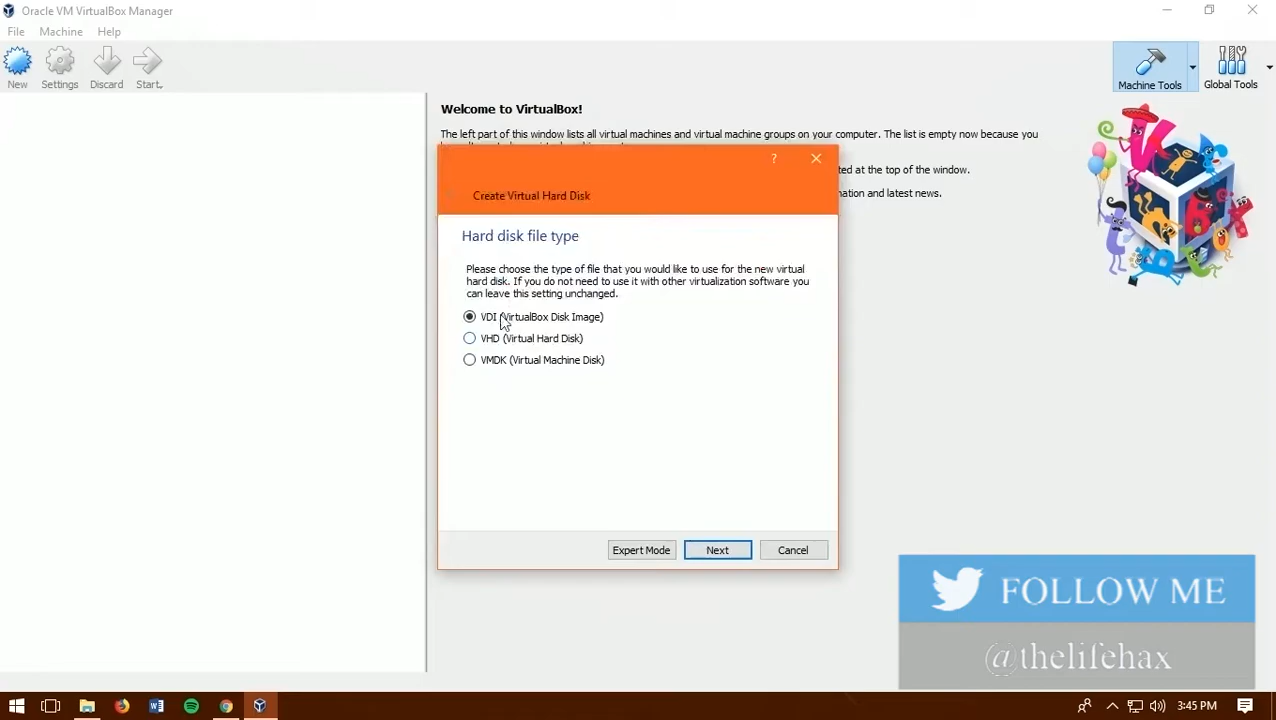 Oracle VM VirtualBox Manager
File Machine Help
New Settings Discard Start
Machine Tools Global Tools
Welcome to VirtualBox!
The left part of this window lists all virtual machines and virtual machine groups on your computer. The list is empty now because you
ted at the top of the window.
nation and latest news.
?
Create Virtual Hard Disk
Hard disk file type
Please choose the type of file that you would like to use for the new virtual
hard disk. If you do not need to use it with other virtualization software you
can leave this setting unchanged.
VDI (VirtualBox Disk Image)
VHD (Virtual Hard Disk)
VMDK (Virtual Machine Disk)
Expert Mode Next Cancel
FOLLOW ME
@thelifehax
3:45 PM